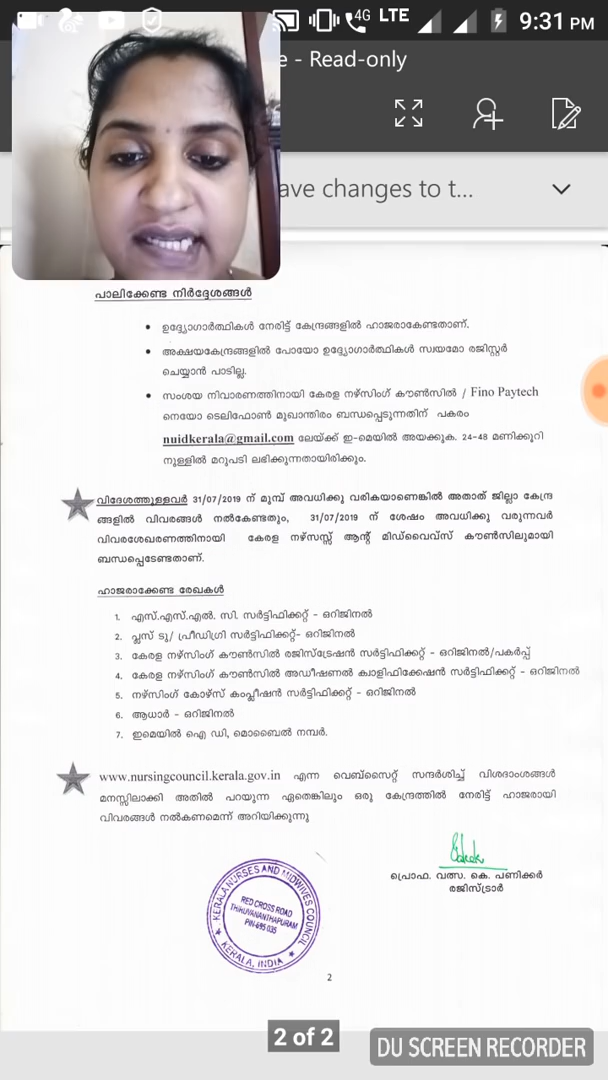 4G LTE 9:31 PM
e - Read-only
ave changes to t...
പാലിക്കേണ്ട നിർദ്ദേശങ്ങൾ
• ഉദ്യോഗാർത്ഥികൾ നേരിട്ട് കേന്ദ്രങ്ങളിൽ ഹാജരാകേണ്ടതാണ്.
• അക്ഷയകേന്ദ്രങ്ങളിൽ പോയോ ഉദ്യോഗാർത്ഥികൾ സ്വയമോ രജിസ്റ്റർ
ചെയ്യാൻ പാടില്ല.
• സംശയ നിവാരണത്തിനായി കേരള നഴ്സിംഗ് കൗൺസിൽ / Fino Paytech
നെയോ ടെലിഫോൺ മുഖാന്തിരം ബന്ധപ്പെടുന്നതിന് പകരം
nuidkerala@gmail.com ലേയ്ക്ക് ഇ-മെയിൽ അയക്കുക. 24-48 മണിക്കൂറി
നുള്ളിൽ മറുപടി ലഭിക്കുന്നതായിരിക്കും.
വിദേശത്തുള്ളവർ 31/07/2019 ന് മുമ്പ് അവധിക്കു വരികയാണെങ്കിൽ അതാത് ജില്ലാ കേന്ദ്ര
ങ്ങളിൽ വിവരങ്ങൾ നൽകേണ്ടതും, 31/07/2019 ന് ശേഷം അവധിക്കു വരുന്നവർ
വിവരശേഖരണത്തിനായി കേരള നഴ്സസ്സ് ആന്റ് മിഡ്‌വൈവ്സ് കൗൺസിലുമായി
ബന്ധപ്പെടേണ്ടതാണ്.
ഹാജരാക്കേണ്ട രേഖകൾ
1. എസ്.എസ്.എൽ. സി. സർട്ടിഫിക്കറ്റ് - ഒറിജിനൽ
2. പ്ലസ് ടു/ പ്രീഡിഗ്രി സർട്ടിഫിക്കറ്റ്- ഒറിജിനൽ
3. കേരള നഴ്സിംഗ് കൗൺസിൽ രജിസ്ട്രേഷൻ സർട്ടിഫിക്കറ്റ് - ഒറിജിനൽ/പകർപ്പ്
4. കേരള നഴ്സിംഗ് കൗൺസിൽ അഡീഷണൽ ക്വാളിഫിക്കേഷൻ സർട്ടിഫിക്കറ്റ് - ഒറിജിനൽ
5. നഴ്സിംഗ് കോഴ്സ് കംപ്ലീഷൻ സർട്ടിഫിക്കറ്റ് - ഒറിജിനൽ
6. ആധാർ - ഒറിജിനൽ
7. ഇമെയിൽ ഐ ഡി, മൊബൈൽ നമ്പർ.
www.nursingcouncil.kerala.gov.in എന്ന വെബ്സൈറ്റ് സന്ദർശിച്ച് വിശദാംശങ്ങൾ
മനസ്സിലാക്കി അതിൽ പറയുന്ന ഏതെങ്കിലും ഒരു കേന്ദ്രത്തിൽ നേരിട്ട് ഹാജരായി
വിവരങ്ങൾ നൽകണമെന്ന് അറിയിക്കുന്നു
പ്രൊഫ. വത്സ. കെ. പണിക്കർ
രജിസ്ട്രാർ
KERALA NURSES AND MIDWIVES COUNCIL
RED CROSS ROAD
THIRUVANANTHAPURAM
PIN-695 035
KERALA, INDIA
2
2 of 2
DU SCREEN RECORDER